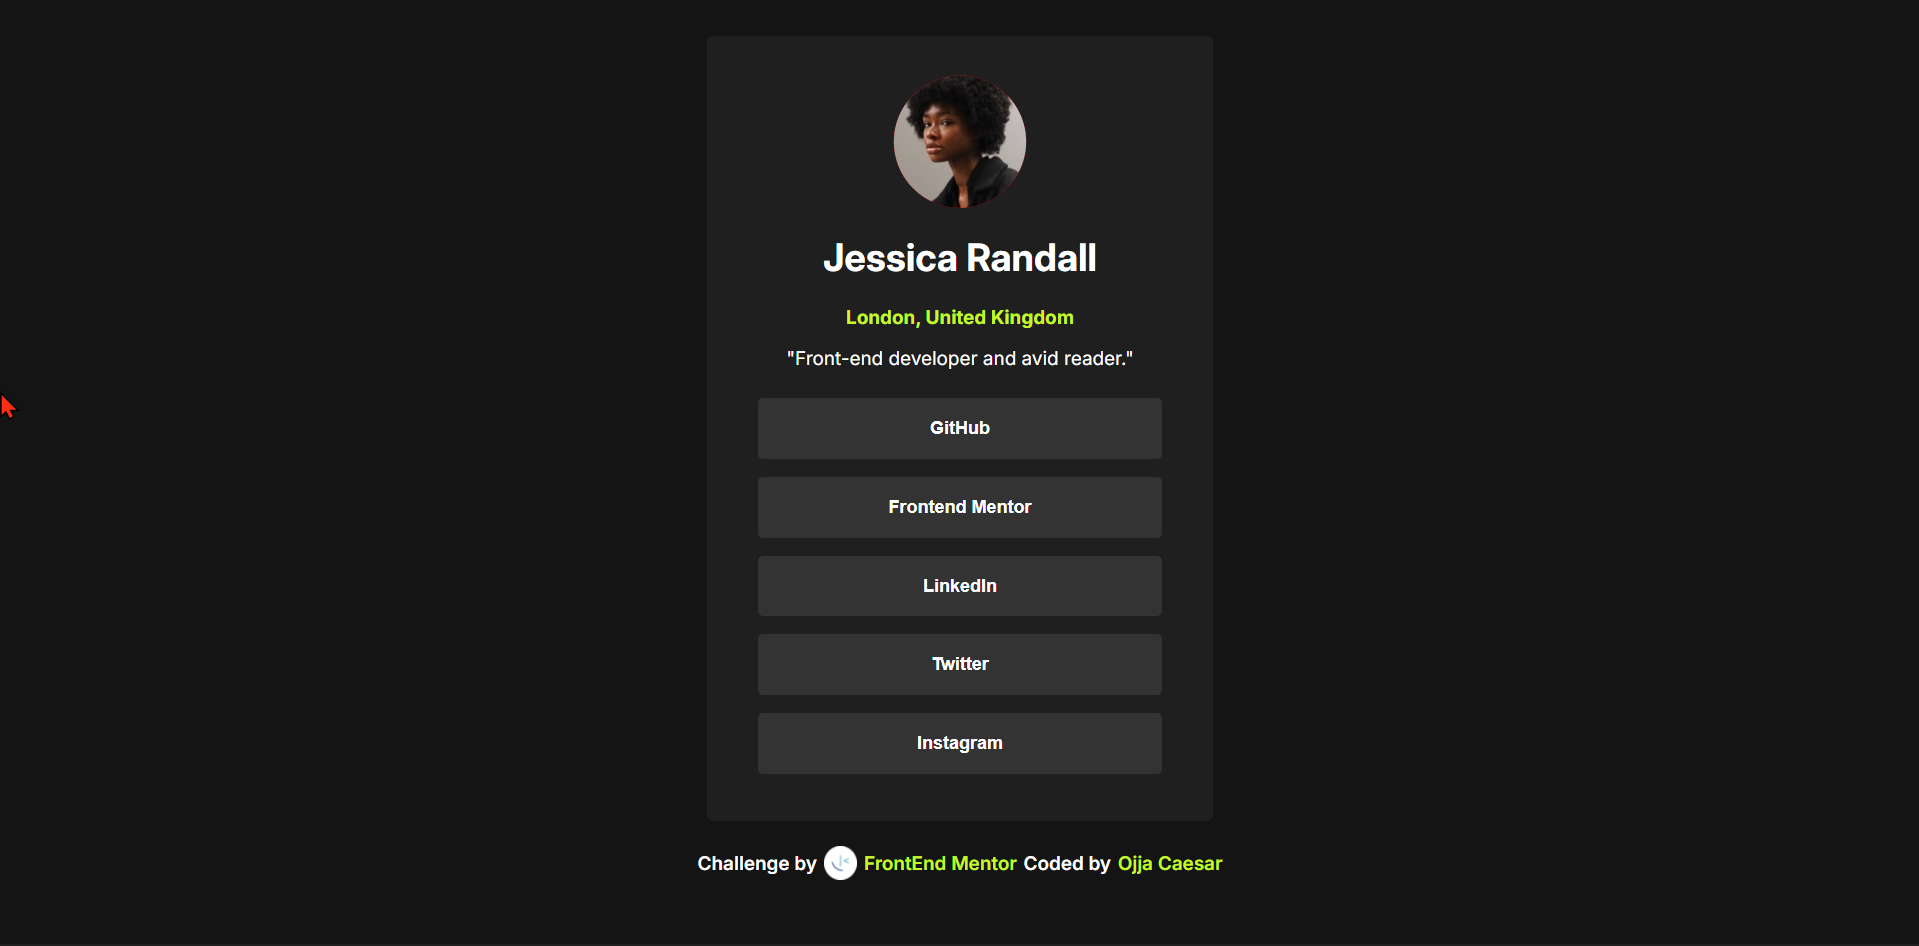 Jessica Randall
London, United Kingdom
"Front-end developer and avid reader."
GitHub
Frontend Mentor
LinkedIn
Twitter
Instagram
Challenge by FrontEnd Mentor Coded by Ojja Caesar